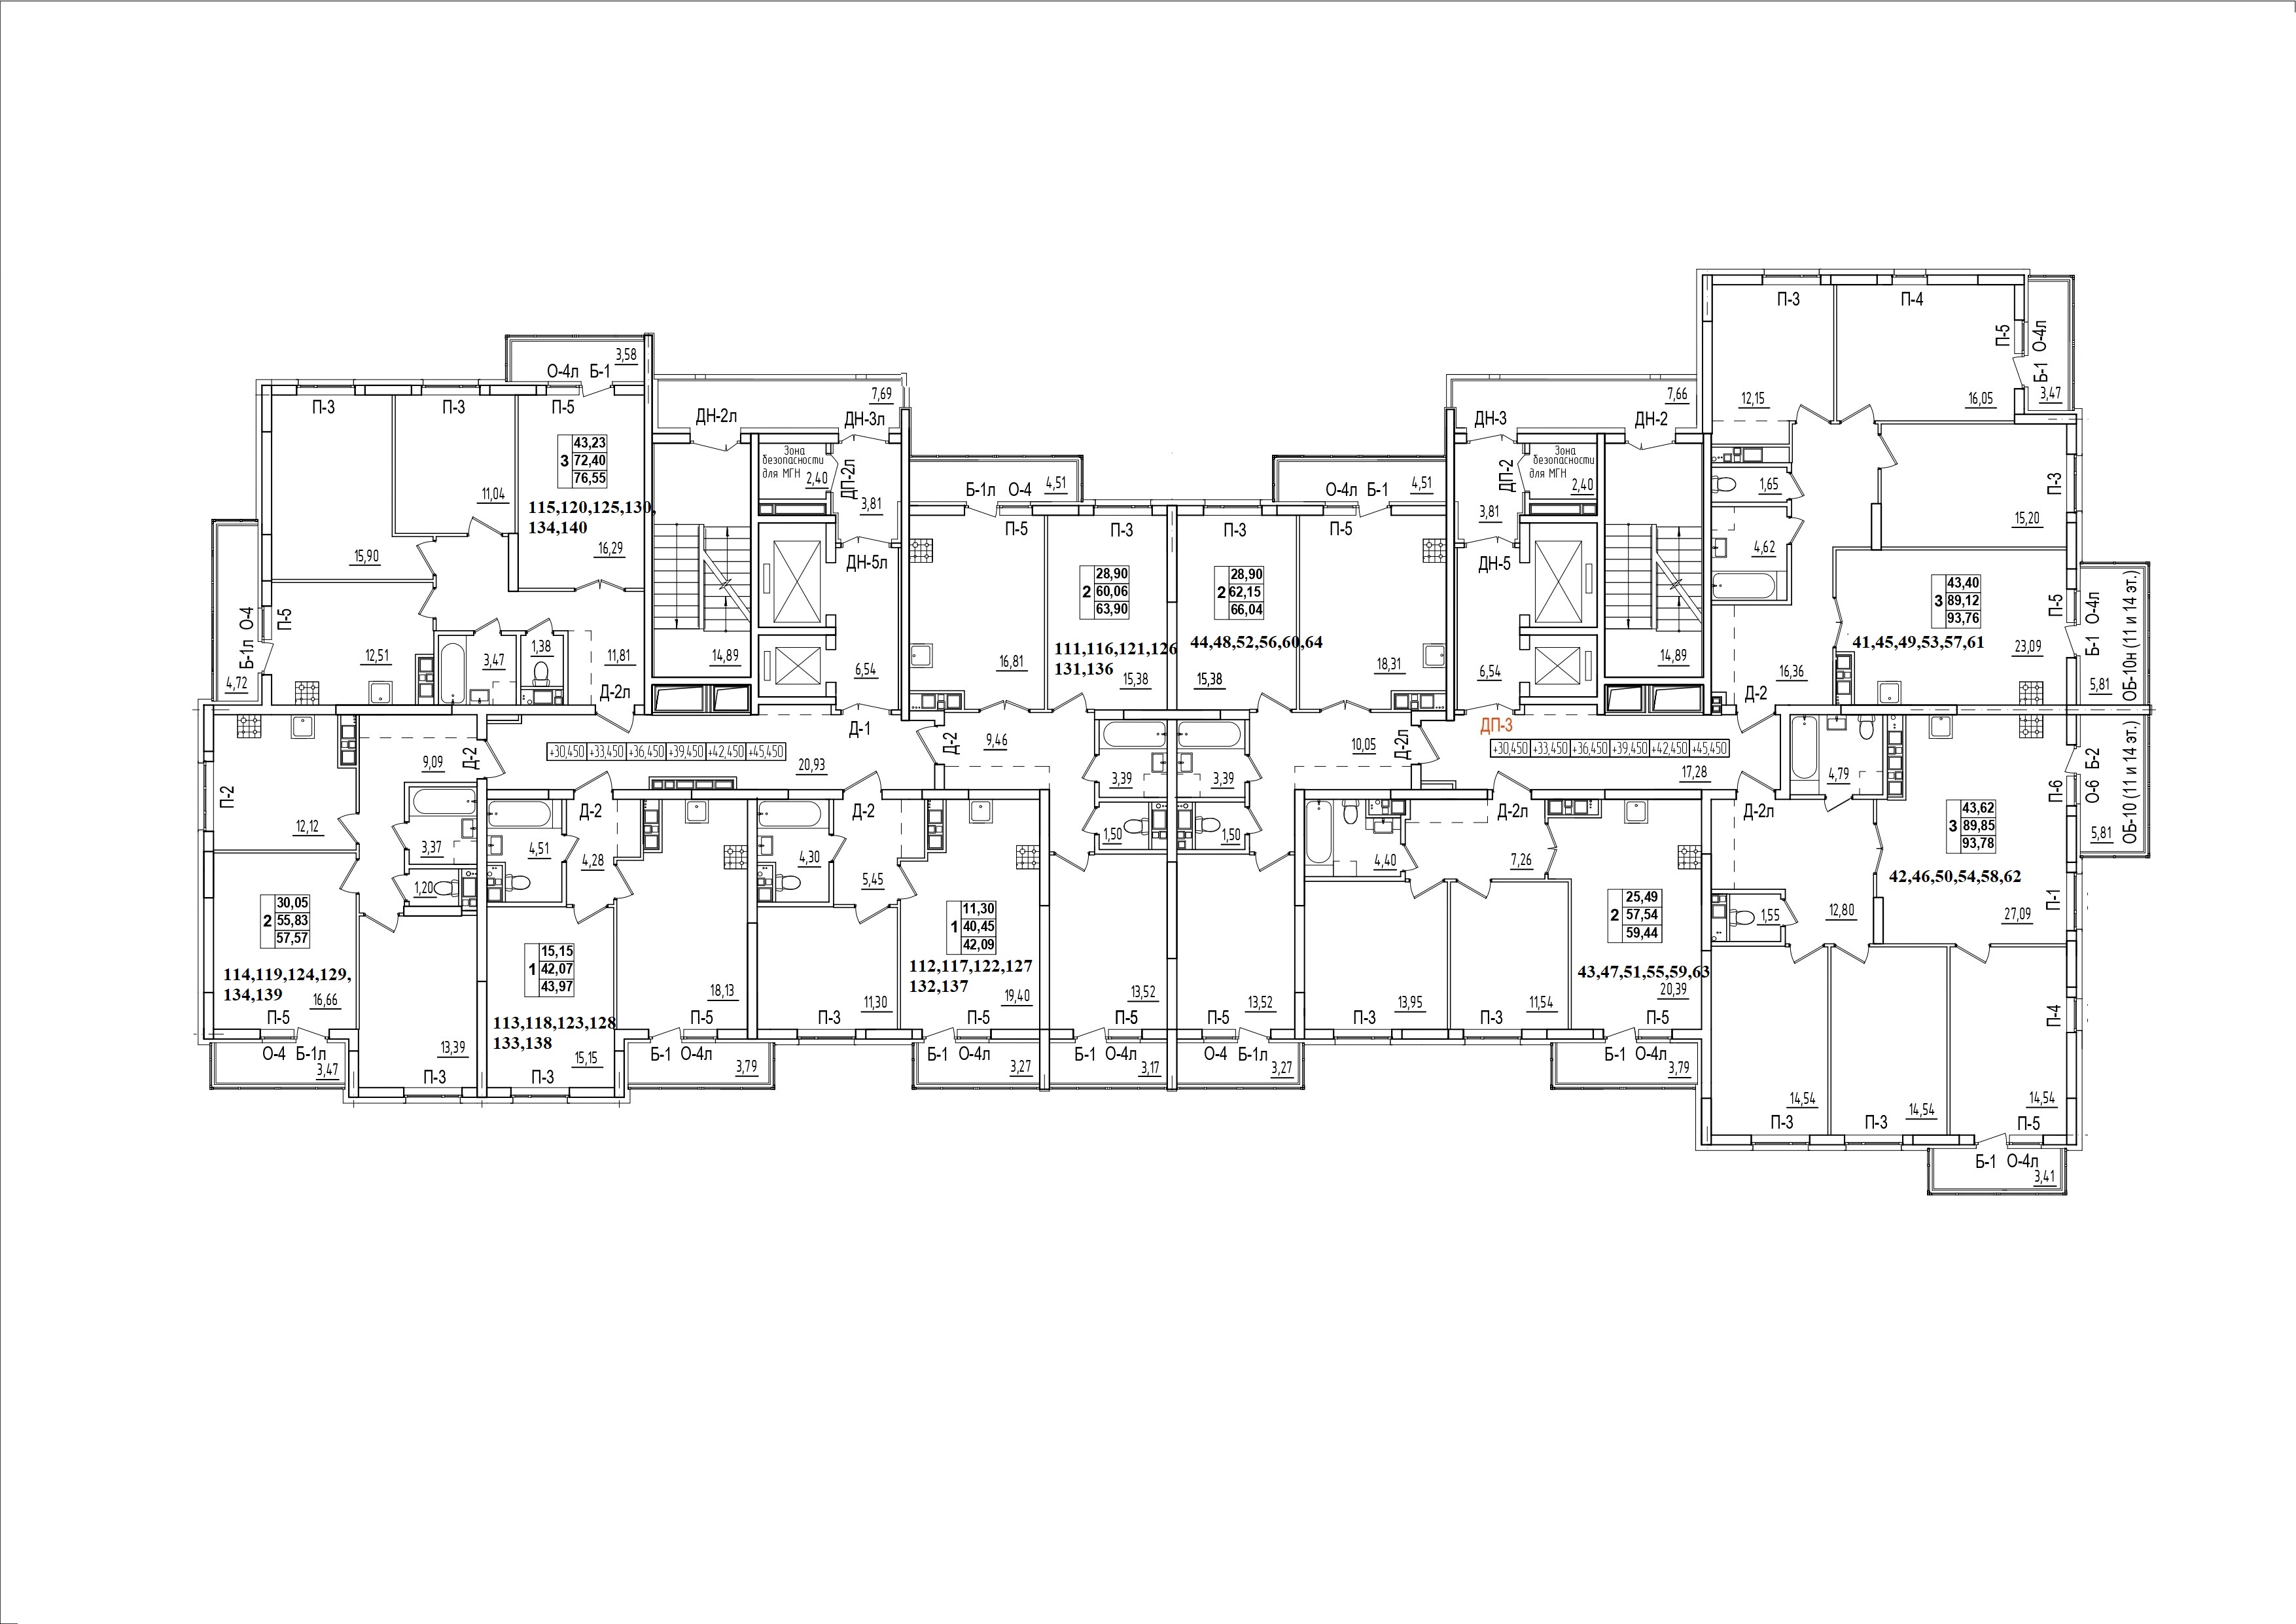 П-3
П-4
П-5
О-4л
Б-1
12,15
16,05
3,47
3,58
О-4л Б-1
П-3
П-3
П-5
7,69
ДН-2л
ДН-3л
7,66
ДН-3
ДН-2
43,23
3 72,40
76,55
Зона
безопасности
для МГН
2,40
ДП-2л
3,81
Зона
безопасности
для МГН
2,40
ДП-2
3,81
Б-1л О-4
4,51
О-4л Б-1
4,51
1,65
П-3
15,20
11,04
115,120,125,130,
134,140
16,29
15,90
П-5
П-3
П-3
П-5
4,62
ДН-5л
ДН-5
28,90
2 60,06
63,90
28,90
2 62,15
66,04
43,40
3 89,12
93,76
П-5
О-4л
Б-1
ОБ-10н (11 и 14 эт.)
П-5
О-4
Б-1л
4,72
12,51
3,47
1,38
11,81
14,89
6,54
16,81
111,116,121,126
131,136
15,38
44,48,52,56,60,64
15,38
18,31
6,54
14,89
16,36
41,45,49,53,57,61
23,09
5,81
Д-2л
Д-1
ДП-3
Д-2
9,09
Д-2
+30,450 +33,450 +36,450 +39,450 +42,450 +45,450
20,93
Д-2
9,46
10,05
Д-2л
+30,450 +33,450 +36,450 +39,450 +42,450 +45,450
17,28
4,79
П-2
12,12
3,37
1,20
4,51
Д-2
4,28
4,30
Д-2
5,45
3,39
3,39
1,50
1,50
4,40
Д-2л
7,26
Д-2л
П-6
О-6 Б-2
ОБ-10 (11 и 14 эт.)
5,81
43,62
3 89,85
93,78
42,46,50,54,58,62
30,05
2 55,83
57,57
15,15
1 42,07
43,97
11,30
1 40,45
42,09
25,49
2 57,54
59,44
1,55
12,80
27,09
П-1
114,119,124,129,
134,139
16,66
18,13
11,30
112,117,122,127
132,137
19,40
13,52
13,52
13,95
11,54
43,47,51,55,59,63
20,39
П-4
П-5
113,118,123,128
133,138
П-5
П-3
П-5
П-5
П-5
П-3
П-3
П-5
О-4 Б-1л
3,47
13,39
15,15
Б-1 О-4л
3,79
Б-1 О-4л
3,27
Б-1 О-4л
3,17
О-4 Б-1л
3,27
Б-1 О-4л
3,79
П-3
П-3
14,54
14,54
14,54
П-3
П-3
П-5
Б-1 О-4л
3,41